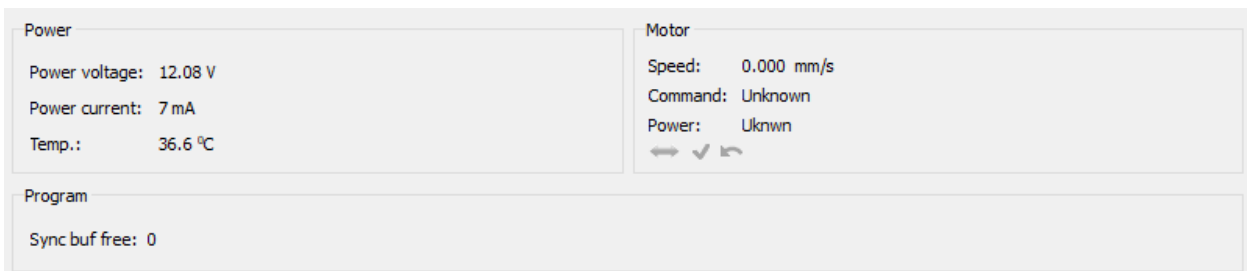 Power
Power voltage: 12.08 V
Power current: 7 mA
Temp.: 36.6 ⁰C
Motor
Speed: 0.000 mm/s
Command: Unknown
Power: Uknwn
Program
Sync buf free: 0